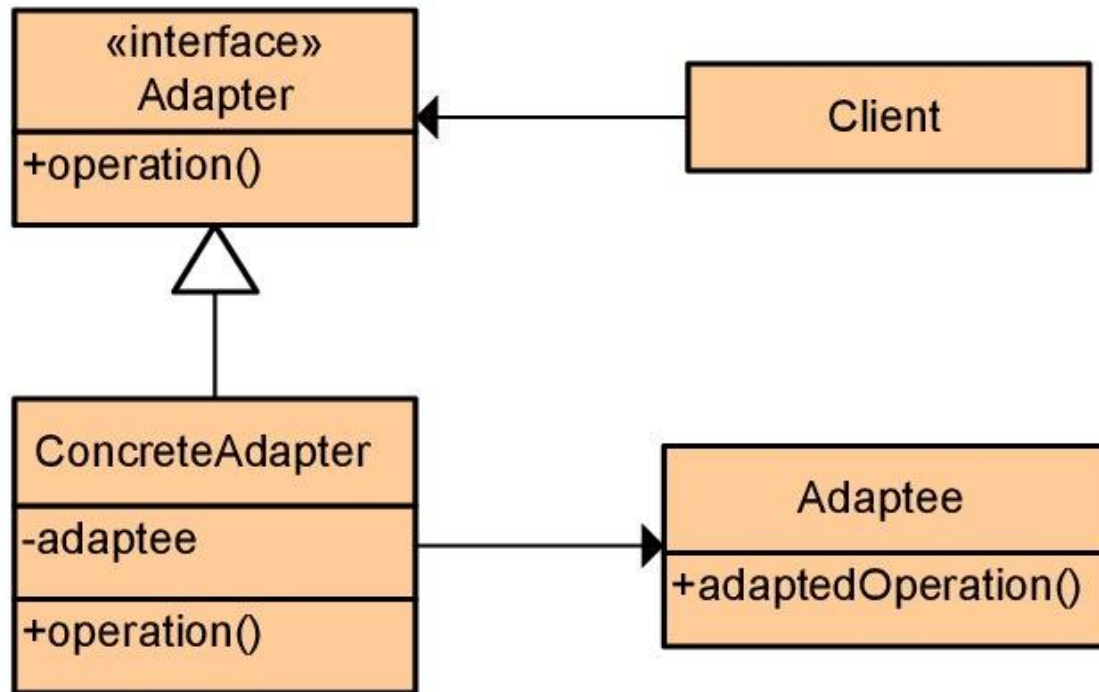 «interface»
Adapter
+operation()
Client
ConcreteAdapter
-adaptee
+operation()
Adaptee
+adaptedOperation()